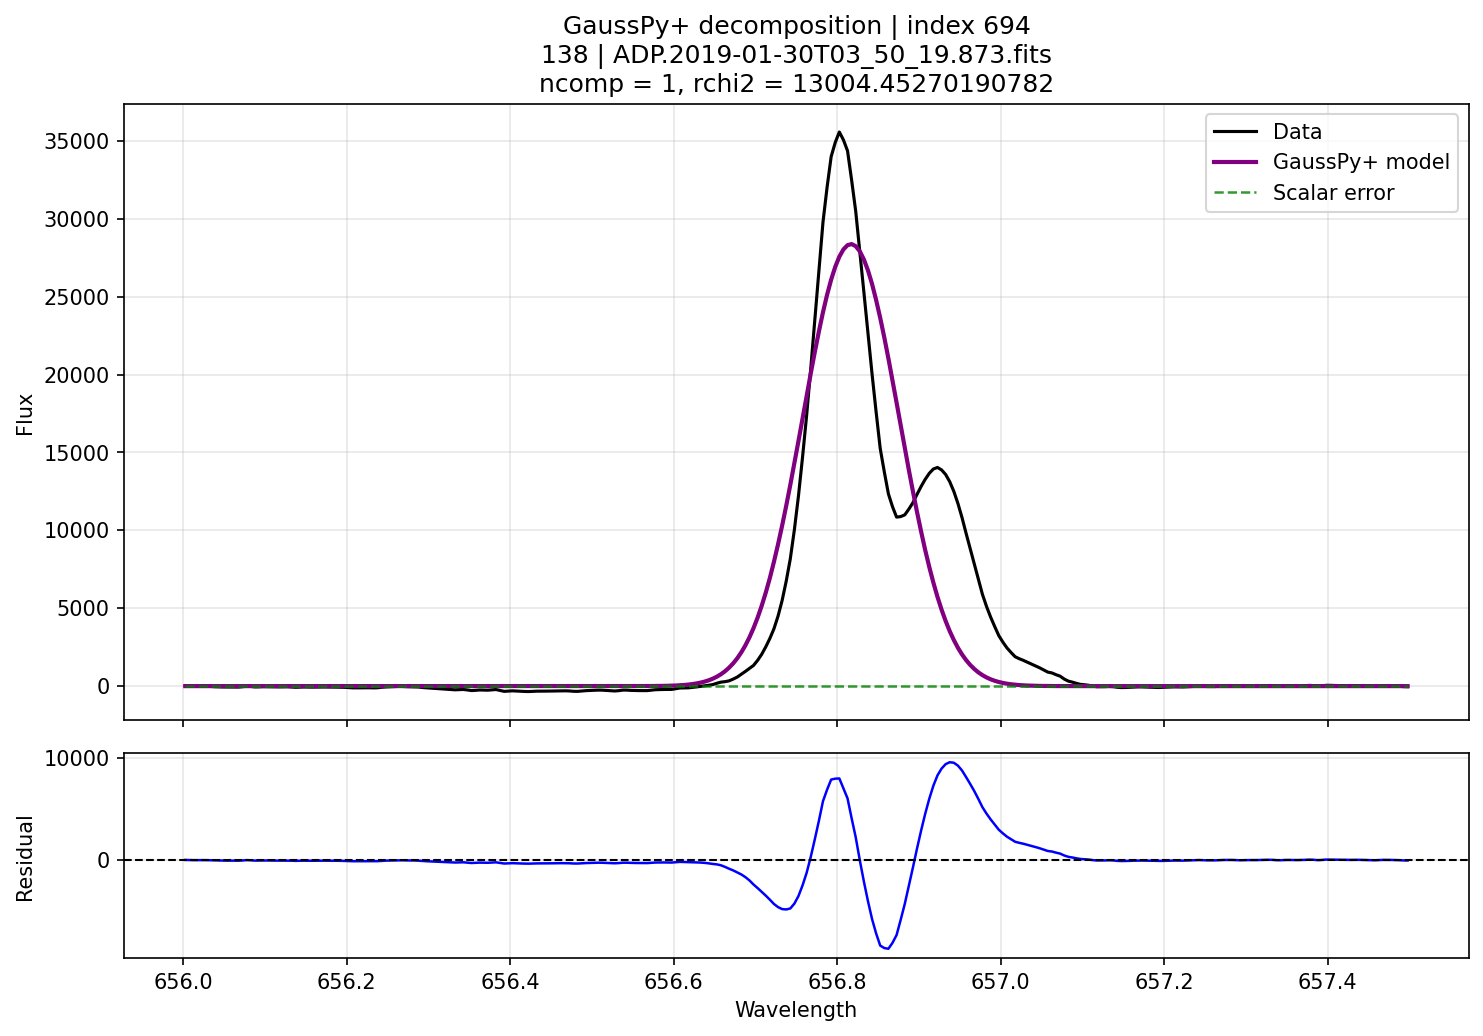 GaussPy+ decomposition | index 694
138 | ADP.2019-01-30T03_50_19.873.fits
ncomp = 1, rchi2 = 13004.45270190782
Data
GaussPy+ model
Scalar error
Flux
35000
30000
25000
20000
15000
10000
5000
0
Residual
10000
0
656.0
656.2
656.4
656.6
656.8
657.0
657.2
657.4
Wavelength